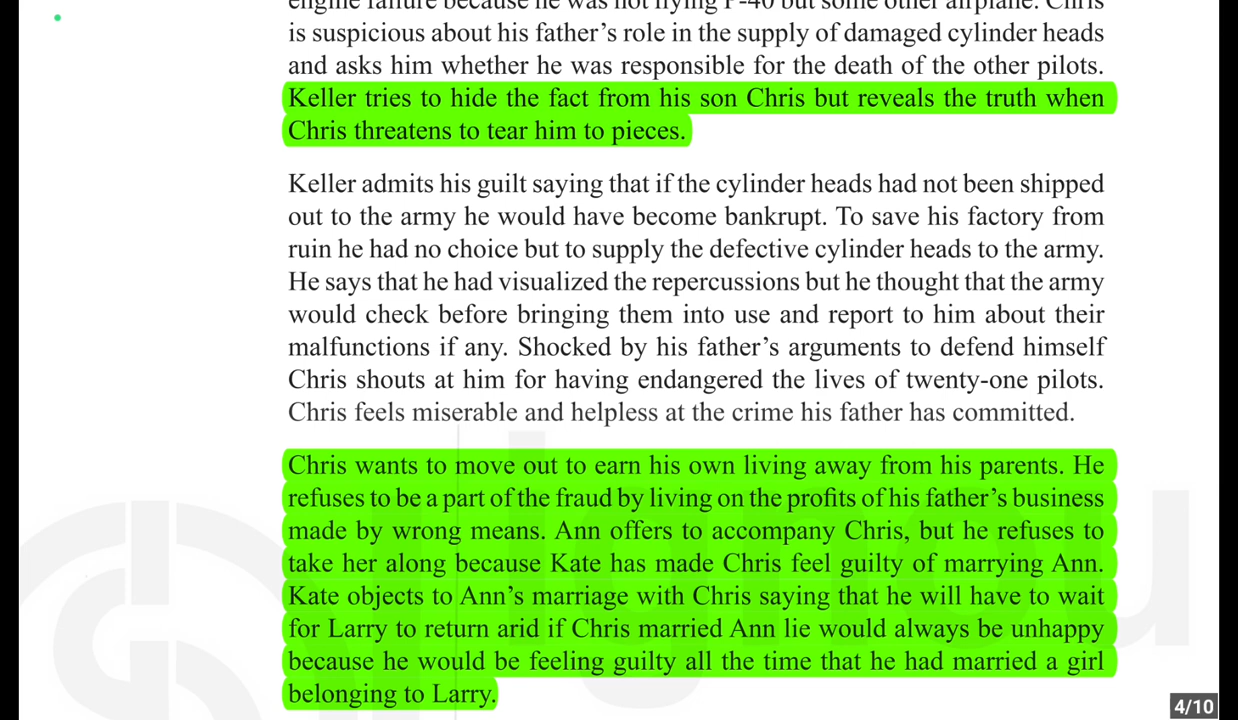 engine failure because he was not flying P-40 but some other airplane. Chris
is suspicious about his father’s role in the supply of damaged cylinder heads
and asks him whether he was responsible for the death of the other pilots.
Keller tries to hide the fact from his son Chris but reveals the truth when
Chris threatens to tear him to pieces.
Keller admits his guilt saying that if the cylinder heads had not been shipped
out to the army he would have become bankrupt. To save his factory from
ruin he had no choice but to supply the defective cylinder heads to the army.
He says that he had visualized the repercussions but he thought that the army
would check before bringing them into use and report to him about their
malfunctions if any. Shocked by his father’s arguments to defend himself
Chris shouts at him for having endangered the lives of twenty-one pilots.
Chris feels miserable and helpless at the crime his father has committed.
Chris wants to move out to earn his own living away from his parents. He
refuses to be a part of the fraud by living on the profits of his father’s business
made by wrong means. Ann offers to accompany Chris, but he refuses to
take her along because Kate has made Chris feel guilty of marrying Ann.
Kate objects to Ann’s marriage with Chris saying that he will have to wait
for Larry to return arid if Chris married Ann lie would always be unhappy
because he would be feeling guilty all the time that he had married a girl
belonging to Larry.
4/10